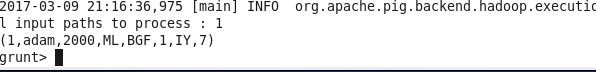 2017-03-09 21:16:36,975 [main] INFO  org.apache.pig.backend.hadoop.executio
l input paths to process : 1
(1,adam,2000,ML,BGF,1,IY,7)
grunt>